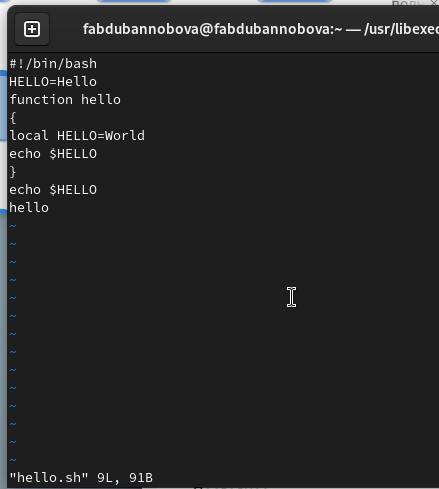 fabdubannobova@fabdubannobova:~ — /usr/libexec
#!/bin/bash
HELLO=Hello
function hello
{
local HELLO=World
echo $HELLO
}
echo $HELLO
hello
~
~
~
~
~
~
~
~
~
~
~
~
~
~
"hello.sh" 9L, 91B